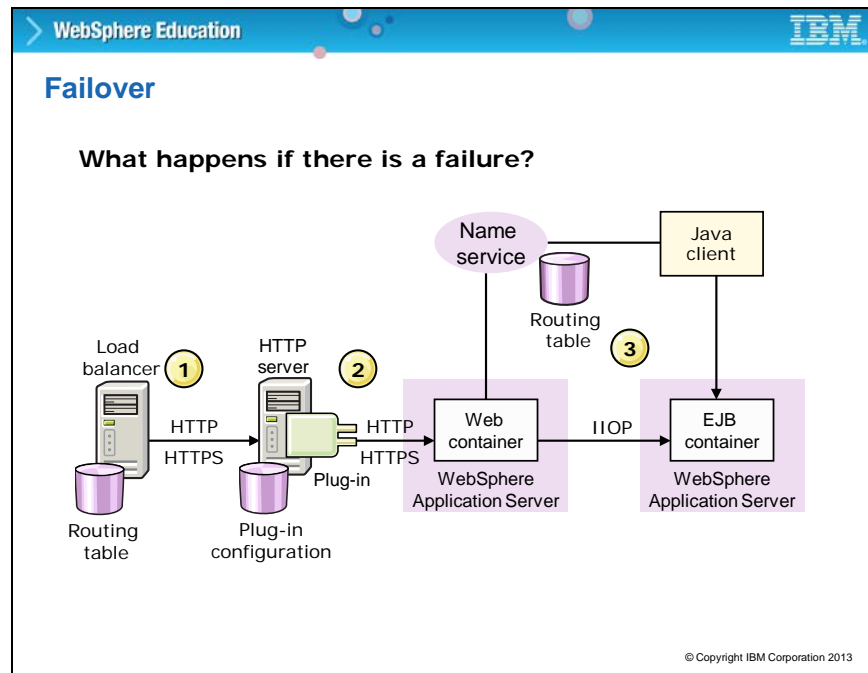 WebSphere Education
IBM.
Failover
What happens if there is a failure?
Name
service
Java
client
Routing
table
3
Load
balancer
1
HTTP
server
2
HTTP
HTTPS
Plug-in
HTTP
HTTPS
Web
container
IIOP
EJB
container
WebSphere
Application Server
WebSphere
Application Server
Routing
table
Plug-in
configuration
© Copyright IBM Corporation 2013